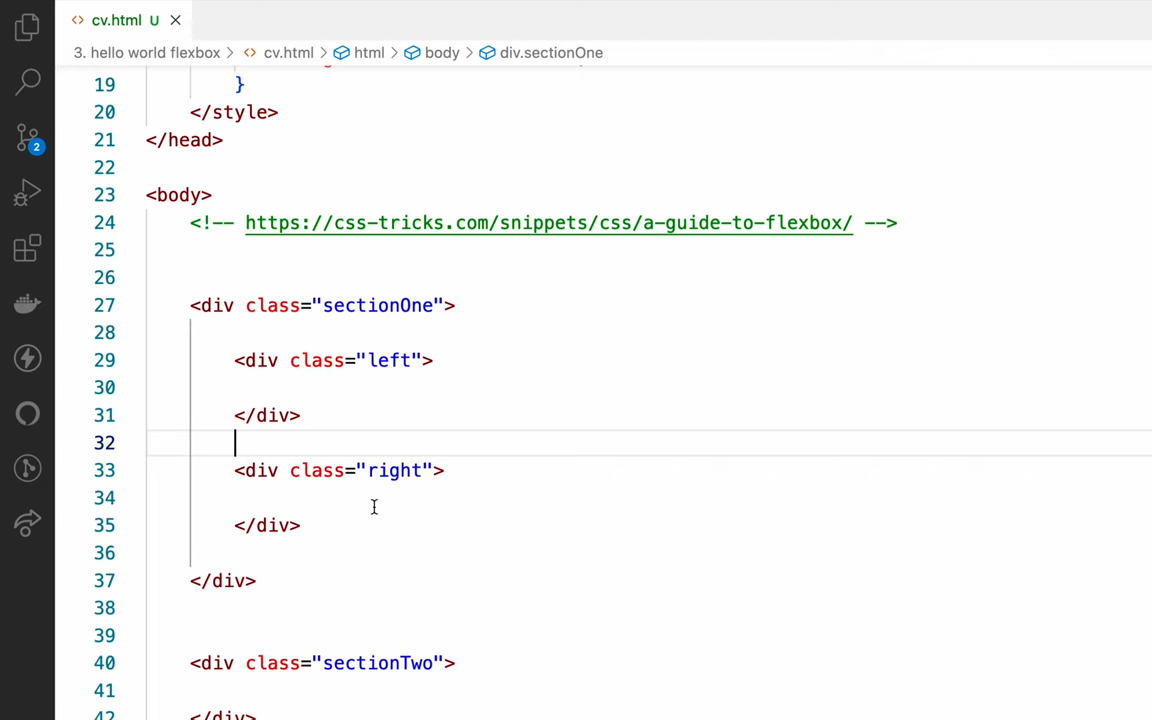 <> cv.html U ×
3. hello world flexbox > <> cv.html > html > body > div.sectionOne
19 }
20 </style>
21 </head>
2
22
23 <body>
24 <!-- https://css-tricks.com/snippets/css/a-guide-to-flexbox/ -->
25
26
27 <div class="sectionOne">
28
29 <div class="left">
30
31 </div>
32
33 <div class="right">
34
35 </div>
36
37 </div>
38
39
40 <div class="sectionTwo">
41
42 </div>